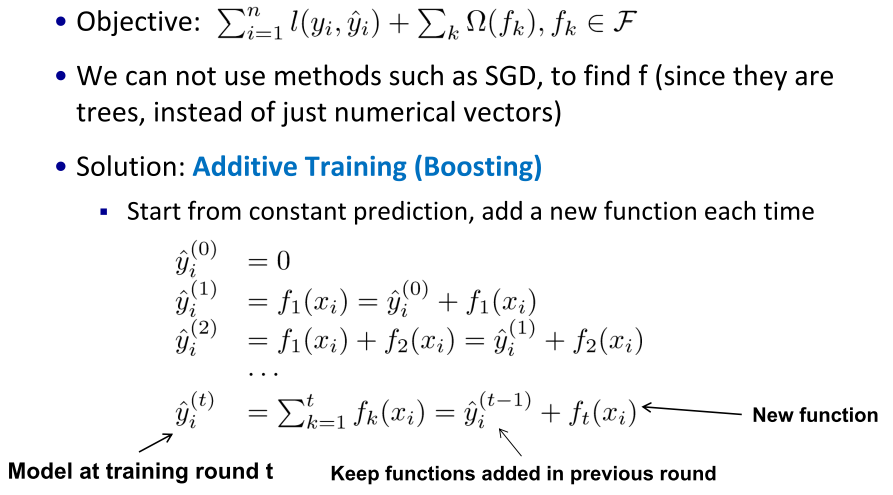 • Objective: $\sum_{i=1}^{n} l(y_i, \hat{y}_i) + \sum_k \Omega(f_k), f_k \in \mathcal{F}$
• We can not use methods such as SGD, to find f (since they are
trees, instead of just numerical vectors)
• Solution: Additive Training (Boosting)
▪ Start from constant prediction, add a new function each time
$\hat{y}_i^{(0)} = 0$
$\hat{y}_i^{(1)} = f_1(x_i) = \hat{y}_i^{(0)} + f_1(x_i)$
$\hat{y}_i^{(2)} = f_1(x_i) + f_2(x_i) = \hat{y}_i^{(1)} + f_2(x_i)$
$\cdots$
$\hat{y}_i^{(t)} = \sum_{k=1}^{t} f_k(x_i) = \hat{y}_i^{(t-1)} + f_t(x_i)$
New function
Model at training round t
Keep functions added in previous round